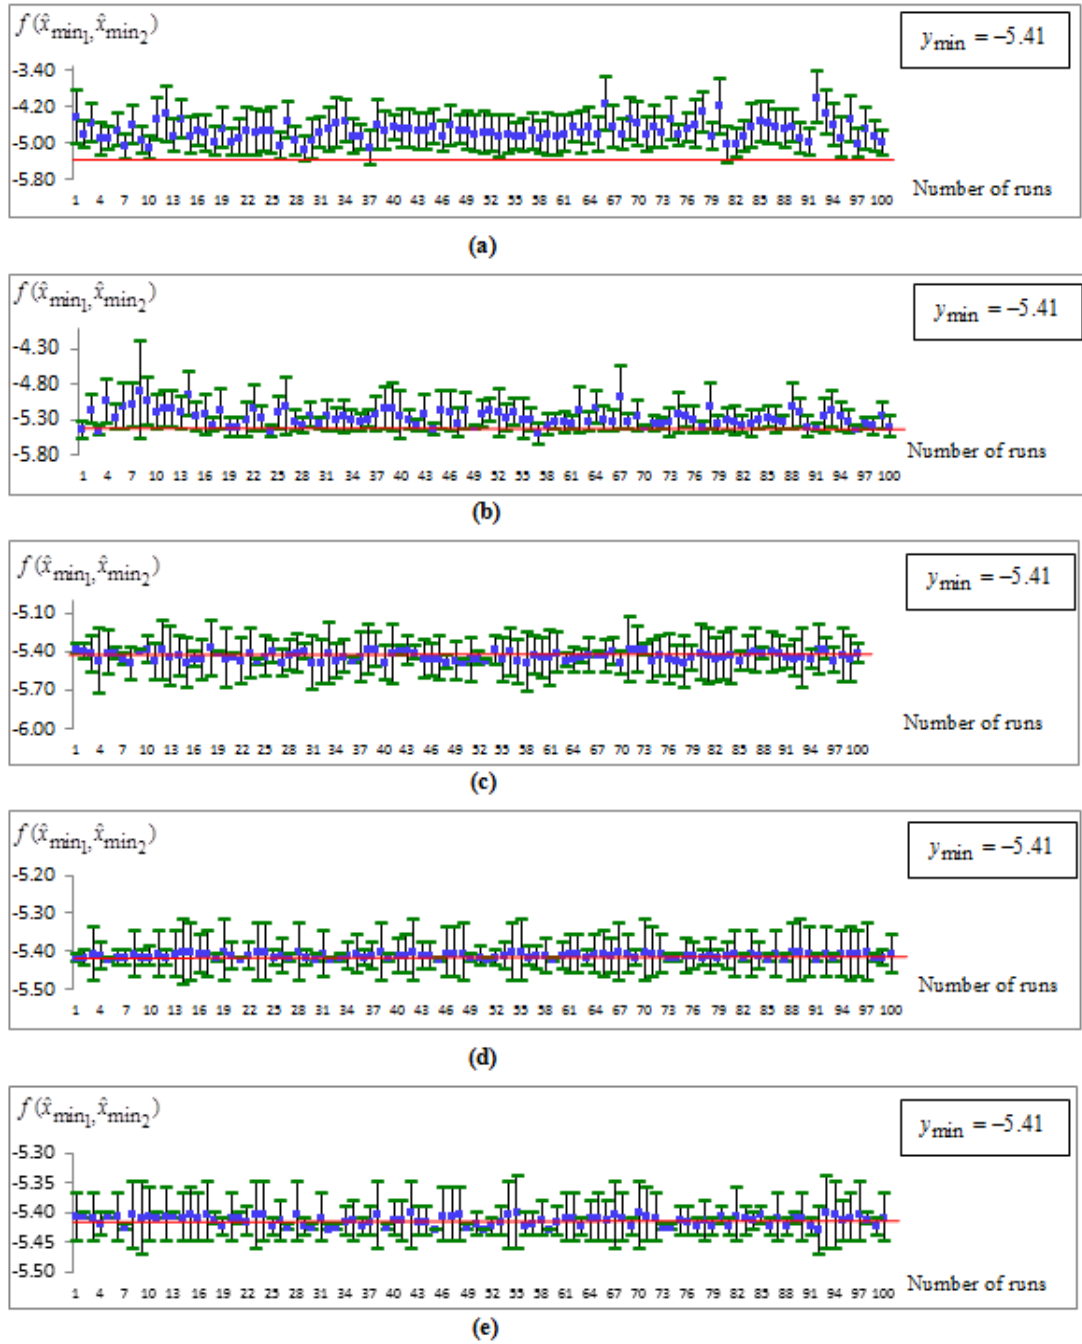 f(x̂min1, x̂min2)
ymin = −5.41
-3.40
-4.20
-5.00
-5.80
Number of runs
1 4 7 10 13 16 19 22 25 28 31 34 37 40 43 46 49 52 55 58 61 64 67 70 73 76 79 82 85 88 91 94 97 100
(a)
f(x̂min1, x̂min2)
ymin = −5.41
-4.30
-4.80
-5.30
-5.80
Number of runs
1 4 7 10 13 16 19 22 25 28 31 34 37 40 43 46 49 52 55 58 61 64 67 70 73 76 79 82 85 88 91 94 97 100
(b)
f(x̂min1, x̂min2)
ymin = −5.41
-5.10
-5.40
-5.70
-6.00
Number of runs
1 4 7 10 13 16 19 22 25 28 31 34 37 40 43 46 49 52 55 58 61 64 67 70 73 76 79 82 85 88 91 94 97 100
(c)
f(x̂min1, x̂min2)
ymin = −5.41
-5.20
-5.30
-5.40
-5.50
Number of runs
1 4 7 10 13 16 19 22 25 28 31 34 37 40 43 46 49 52 55 58 61 64 67 70 73 76 79 82 85 88 91 94 97 100
(d)
f(x̂min1, x̂min2)
ymin = −5.41
-5.30
-5.35
-5.40
-5.45
-5.50
Number of runs
1 4 7 10 13 16 19 22 25 28 31 34 37 40 43 46 49 52 55 58 61 64 67 70 73 76 79 82 85 88 91 94 97 100
(e)